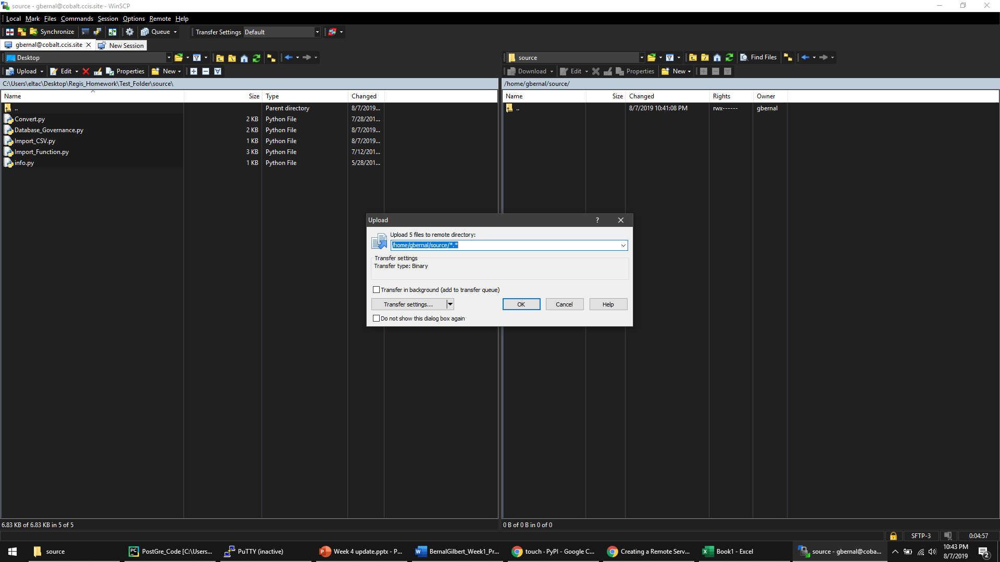 source - gbernal@cobalt.ccis.site - WinSCP
Local Mark Files Commands Session Options Remote Help
Synchronize Queue Transfer Settings Default
gbernal@cobalt.ccis.site New Session
Desktop
Upload Edit Properties New
C:\Users\eltac\Desktop\Regis_Homework\Test_Folder\source\
Name Size Type Changed
.. Parent directory 8/7/2019...
Convert.py 2 KB Python File 7/28/201...
Database_Governance.py 2 KB Python File 8/7/2019...
Import_CSV.py 1 KB Python File 8/7/2019...
Import_Function.py 3 KB Python File 7/12/201...
info.py 1 KB Python File 5/28/201...
6.83 KB of 6.83 KB in 5 of 5
source Find Files
Download Edit Properties New
/home/gbernal/source/
Name Size Changed Rights Owner
.. 8/7/2019 10:41:08 PM rwx------ gbernal
0 B of 0 B in 0 of 0
Upload ?
Upload 5 files to remote directory:
/home/gbernal/source/*.*
Transfer settings
Transfer type: Binary
Transfer in background (add to transfer queue)
Transfer settings... OK Cancel Help
Do not show this dialog box again
SFTP-3 0:04:57
source PC PostGre_Code [C:\Users... PuTTY (inactive) Week 4 update.pptx - P... BernalGilbert_Week1_Pr... touch · PyPI - Google C... Creating a Remote Serv... Book1 - Excel source - gbernal@coba...
10:43 PM
8/7/2019
2